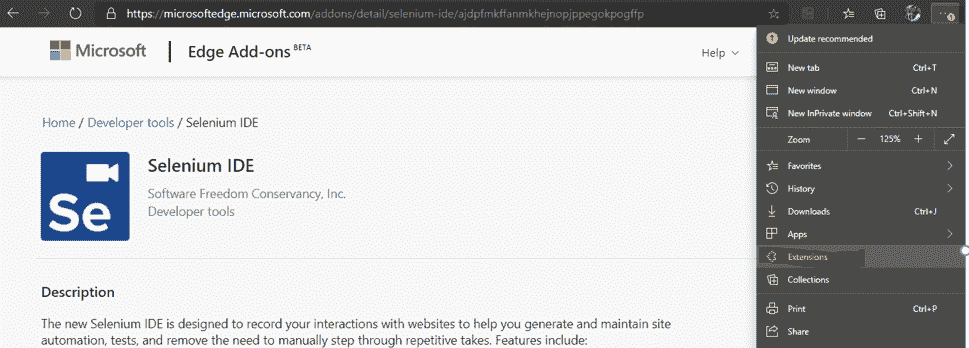 https://microsoftedge.microsoft.com/addons/detail/selenium-ide/ajdpfmkffanmkhejnopjppegokpogffp
Microsoft | Edge Add-ons BETA
Help
Home / Developer tools / Selenium IDE
Se
Selenium IDE
Software Freedom Conservancy, Inc.
Developer tools
Description
The new Selenium IDE is designed to record your interactions with websites to help you generate and maintain site
automation, tests, and remove the need to manually step through repetitive takes. Features include:
Update recommended
New tab Ctrl+T
New window Ctrl+N
New InPrivate window Ctrl+Shift+N
Zoom — 125% +
Favorites
History
Downloads Ctrl+J
Apps
Extensions
Collections
Print Ctrl+P
Share